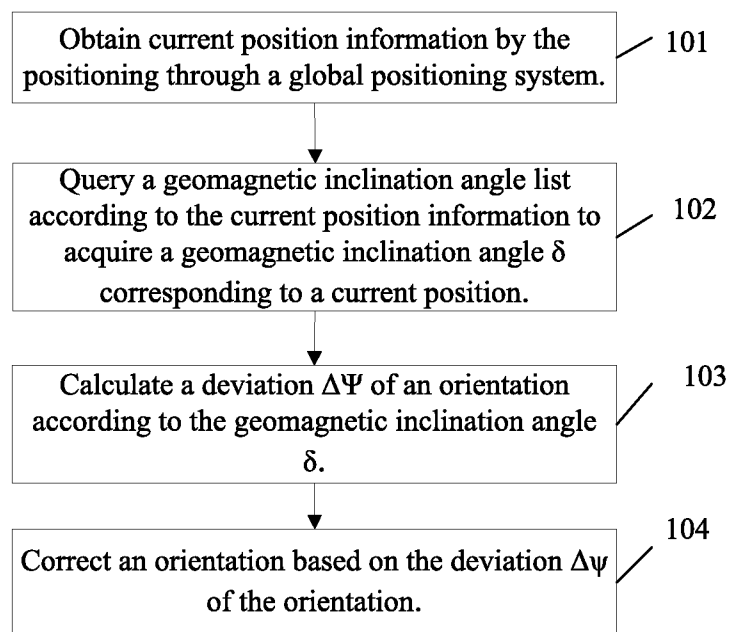 Obtain current position information by the
positioning through a global positioning system.
101
Query a geomagnetic inclination angle list
according to the current position information to
acquire a geomagnetic inclination angle δ
corresponding to a current position.
102
Calculate a deviation ΔΨ of an orientation
according to the geomagnetic inclination angle
δ.
103
Correct an orientation based on the deviation Δψ
of the orientation.
104